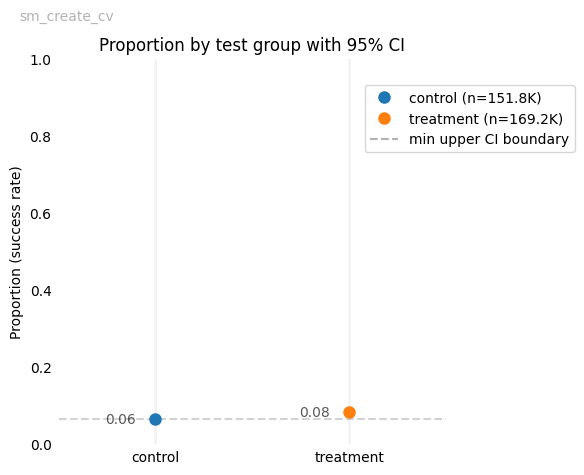 sm_create_cv
Proportion by test group with 95% CI
1.0
0.8
0.6
0.4
0.2
0.0
Proportion (success rate)
control (n=151.8K)
treatment (n=169.2K)
min upper CI boundary
0.06
0.08
control
treatment